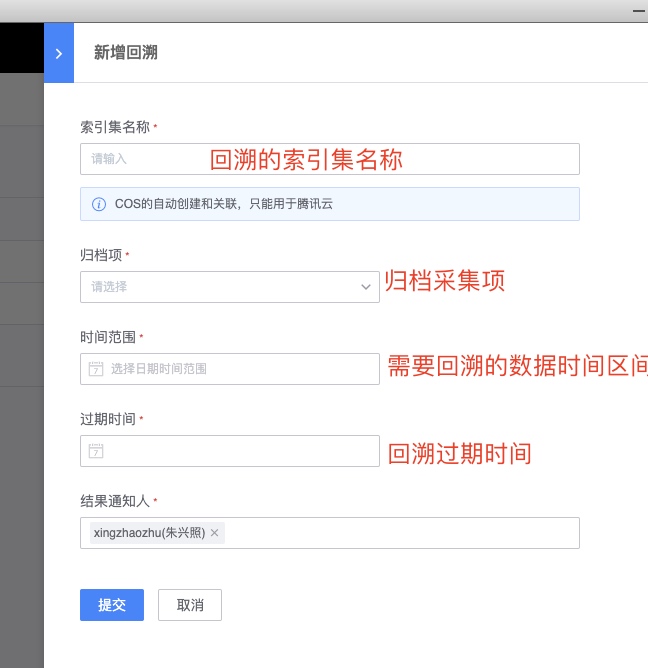 新增回溯
索引集名称 *
请输入 回溯的索引集名称
COS的自动创建和关联，只能用于腾讯云
归档项 *
请选择 归档采集项
时间范围 *
选择日期时间范围 需要回溯的数据时间区间
过期时间 *
回溯过期时间
结果通知人 *
xingzhaozhu(朱兴照) ×
提交 取消